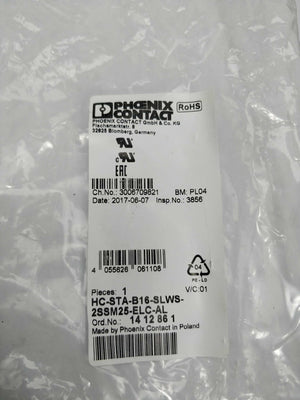 PHŒNIX
CONTACT
RoHS
PHOENIX CONTACT GmbH & Co. KG
Flachsmarktstr. 8
32825 Blomberg, Germany
c
EAC
Ch.No.: 3006709821 BM: PL04
Date: 2017-06-07 Insp.No.: 3856
4 055626 061108
04
PE-LD
Pieces: 1 V/C:01
HC-STA-B16-SLWS-
2SSM25-ELC-AL
Ord.No.: 14 12 86 1
Made by Phoenix Contact in Poland